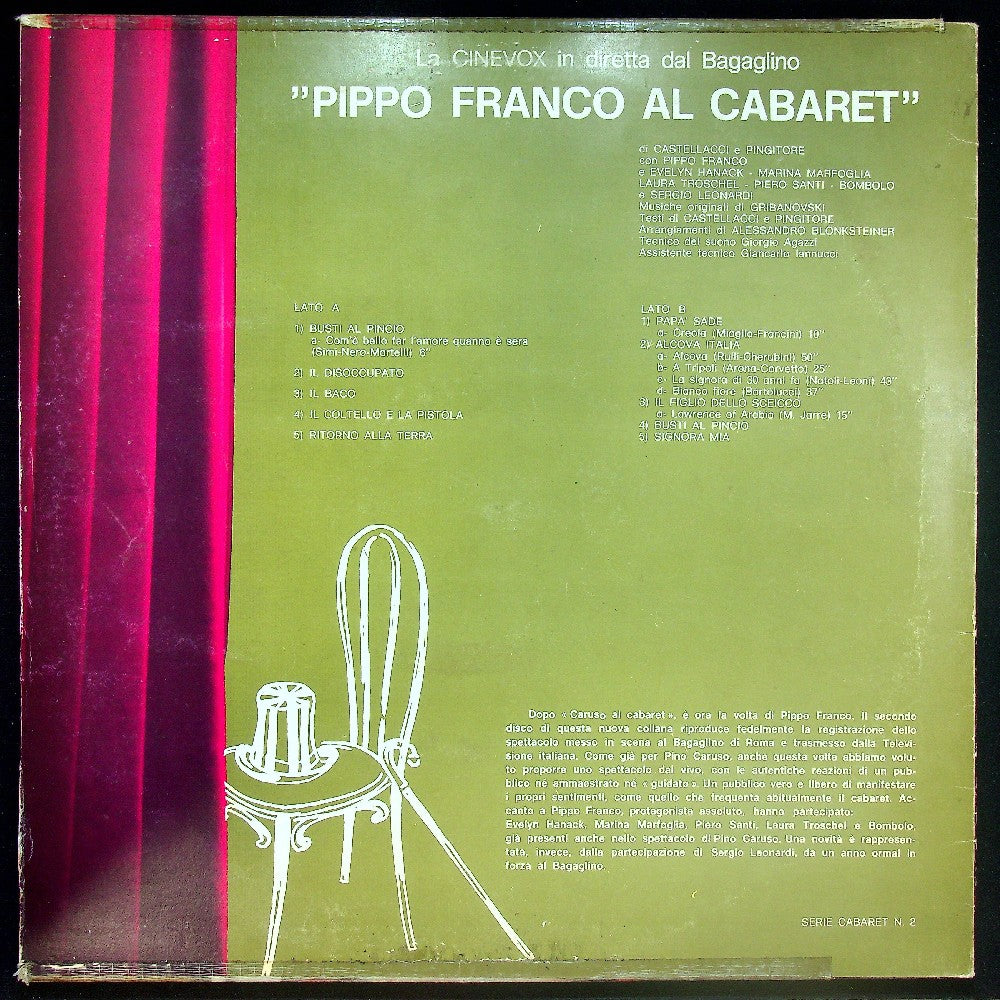 La CINEVOX in diretta dal Bagaglino
"PIPPO FRANCO AL CABARET"
di CASTELLACCI e PINGITORE
con PIPPO FRANCO
e EVELYN HANACK - MARINA MARFOGLIA
LAURA TROSCHEL - PIERO SANTI - BOMBOLO
e SERGIO LEONARDI
Musiche originali di GRIBANOVSKI
Testi di CASTELLACCI e PINGITORE
Arrangiamenti di ALESSANDRO BLONKSTEINER
Tecnico del suono Giorgio Agazzi
Assistente tecnico Giancarlo Iannucci
LATO A
1) BUSTI AL PINCIO
a- Com'è bello far l'amore quanno è sera
(Simi-Nero-Martelli) 6"
2) IL DISOCCUPATO
3) IL BACO
4) IL COLTELLO E LA PISTOLA
5) RITORNO ALLA TERRA
LATO B
1) PAPA' SADE
a- Creola (Miaglia-Francini) 19"
2) ALCOVA ITALIA
a- Alcova (Rulli-Cherubini) 50"
b- A Tripoli (Arona-Corvetto) 25"
c- La signora di 30 anni fa (Natoli-Leoni) 43"
d- Bianco fiore (Bartolucci) 37"
3) IL FIGLIO DELLO SCEICCO
a- Lawrence of Arabia (M. Jarre) 15"
4) BUSTI AL PINCIO
5) SIGNORA MIA
Dopo « Caruso al cabaret », è ora la volta di Pippo Franco. Il secondo
disco di questa nuova collana riproduce fedelmente la registrazione dello
spettacolo messo in scena al Bagaglino di Roma e trasmesso dalla Televi-
sione italiana. Come già per Pino Caruso, anche questa volta abbiamo volu-
to proporre uno spettacolo dal vivo, con le autentiche reazioni di un pub-
blico né ammaestrato né « guidato ». Un pubblico vero e libero di manifestare
i propri sentimenti, come quello che frequenta abitualmente il cabaret. Ac-
canto a Pippo Franco, protagonista assoluto, hanno partecipato:
Evelyn Hanack, Marina Marfoglia, Piero Santi, Laura Troschel e Bombolo,
già presenti anche nello spettacolo di Pino Caruso. Una novità è rappresen-
tata, invece, dalla partecipazione di Sergio Leonardi, da un anno ormai in
forza al Bagaglino.
SERIE CABARET N. 2